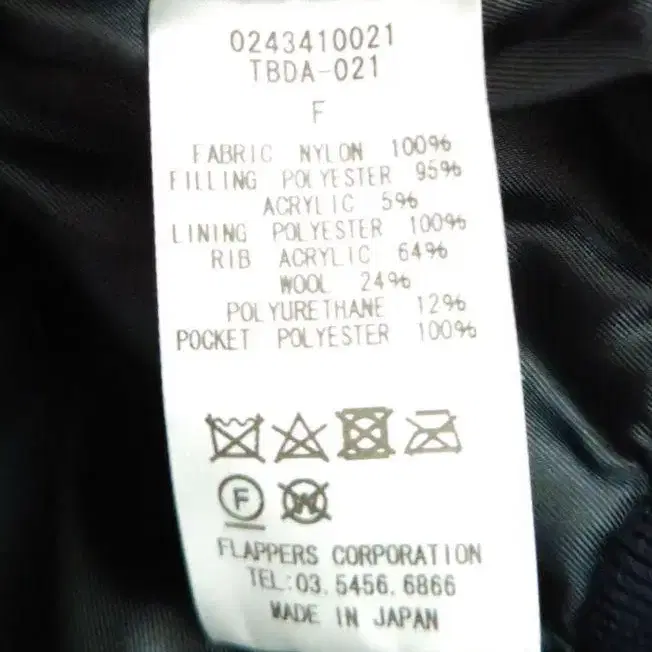 0243410021
TBDA-021
F
FABRIC NYLON 100%
FILLING POLYESTER 95%
ACRYLIC 5%
LINING POLYESTER 100%
RIB ACRYLIC 64%
WOOL 24%
POLYURETHANE 12%
POCKET POLYESTER 100%
F W
FLAPPERS CORPORATION
TEL:03.5456.6866
MADE IN JAPAN